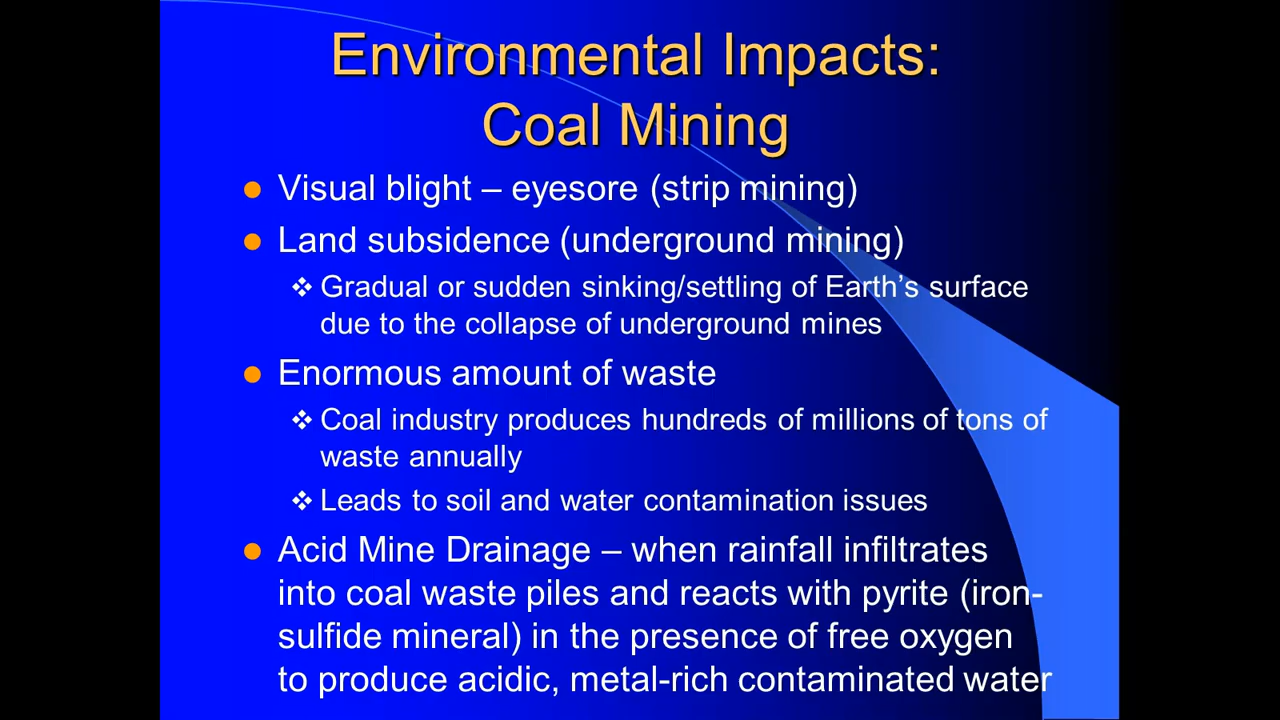 Environmental Impacts:
Coal Mining
Visual blight – eyesore (strip mining)
Land subsidence (underground mining)
Gradual or sudden sinking/settling of Earth’s surface
due to the collapse of underground mines
Enormous amount of waste
Coal industry produces hundreds of millions of tons of
waste annually
Leads to soil and water contamination issues
Acid Mine Drainage – when rainfall infiltrates
into coal waste piles and reacts with pyrite (iron-
sulfide mineral) in the presence of free oxygen
to produce acidic, metal-rich contaminated water